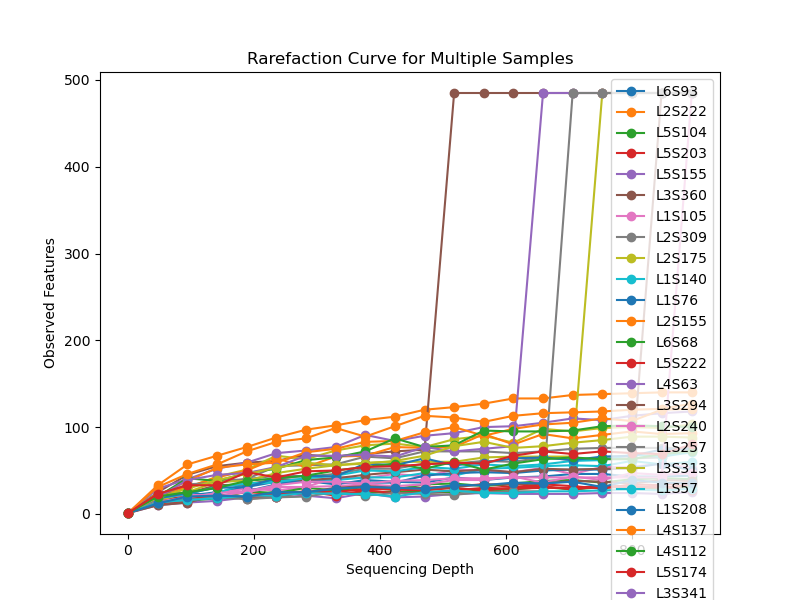 Rarefaction Curve for Multiple Samples
Observed Features
500
400
300
200
100
0
0
200
400
600
800
Sequencing Depth
L6S93
L2S222
L5S104
L5S203
L5S155
L3S360
L1S105
L2S309
L2S175
L1S140
L1S76
L2S155
L6S68
L5S222
L4S63
L3S294
L2S240
L1S257
L3S313
L1S57
L1S208
L4S137
L4S112
L5S174
L3S341